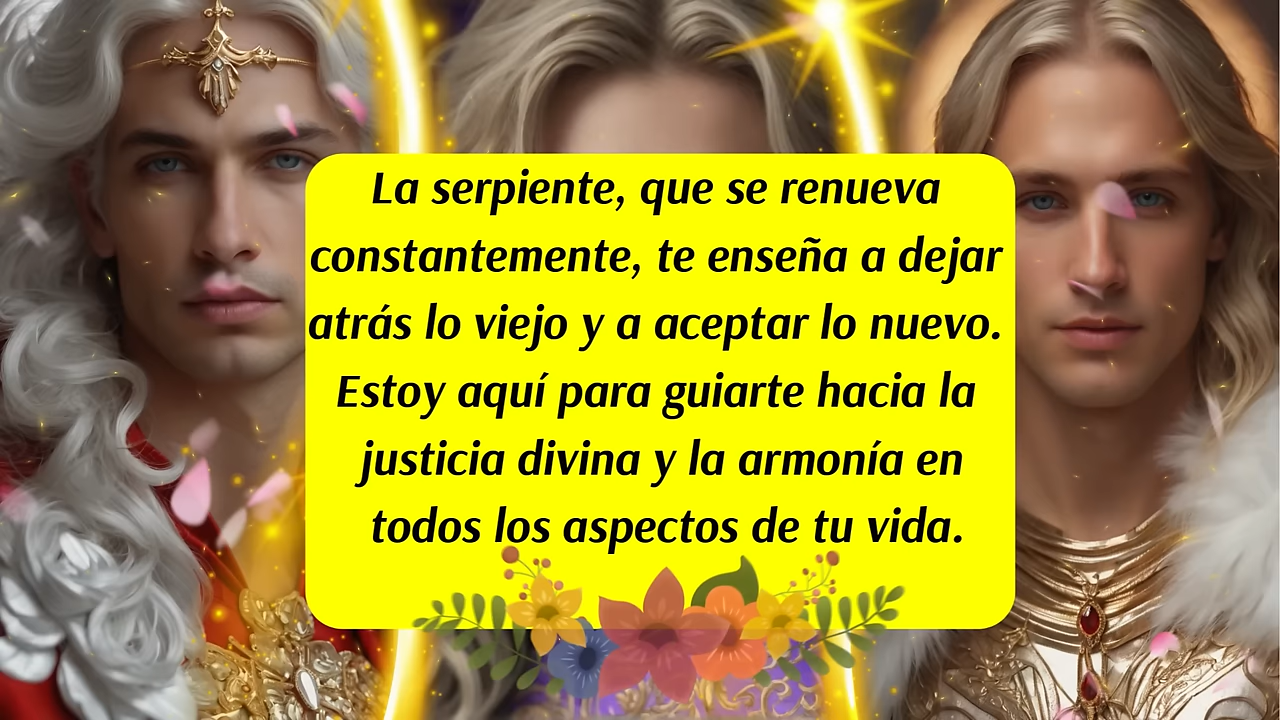 La serpiente, que se renueva
constantemente, te enseña a dejar
atrás lo viejo y a aceptar lo nuevo.
Estoy aquí para guiarte hacia la
justicia divina y la armonía en
todos los aspectos de tu vida.